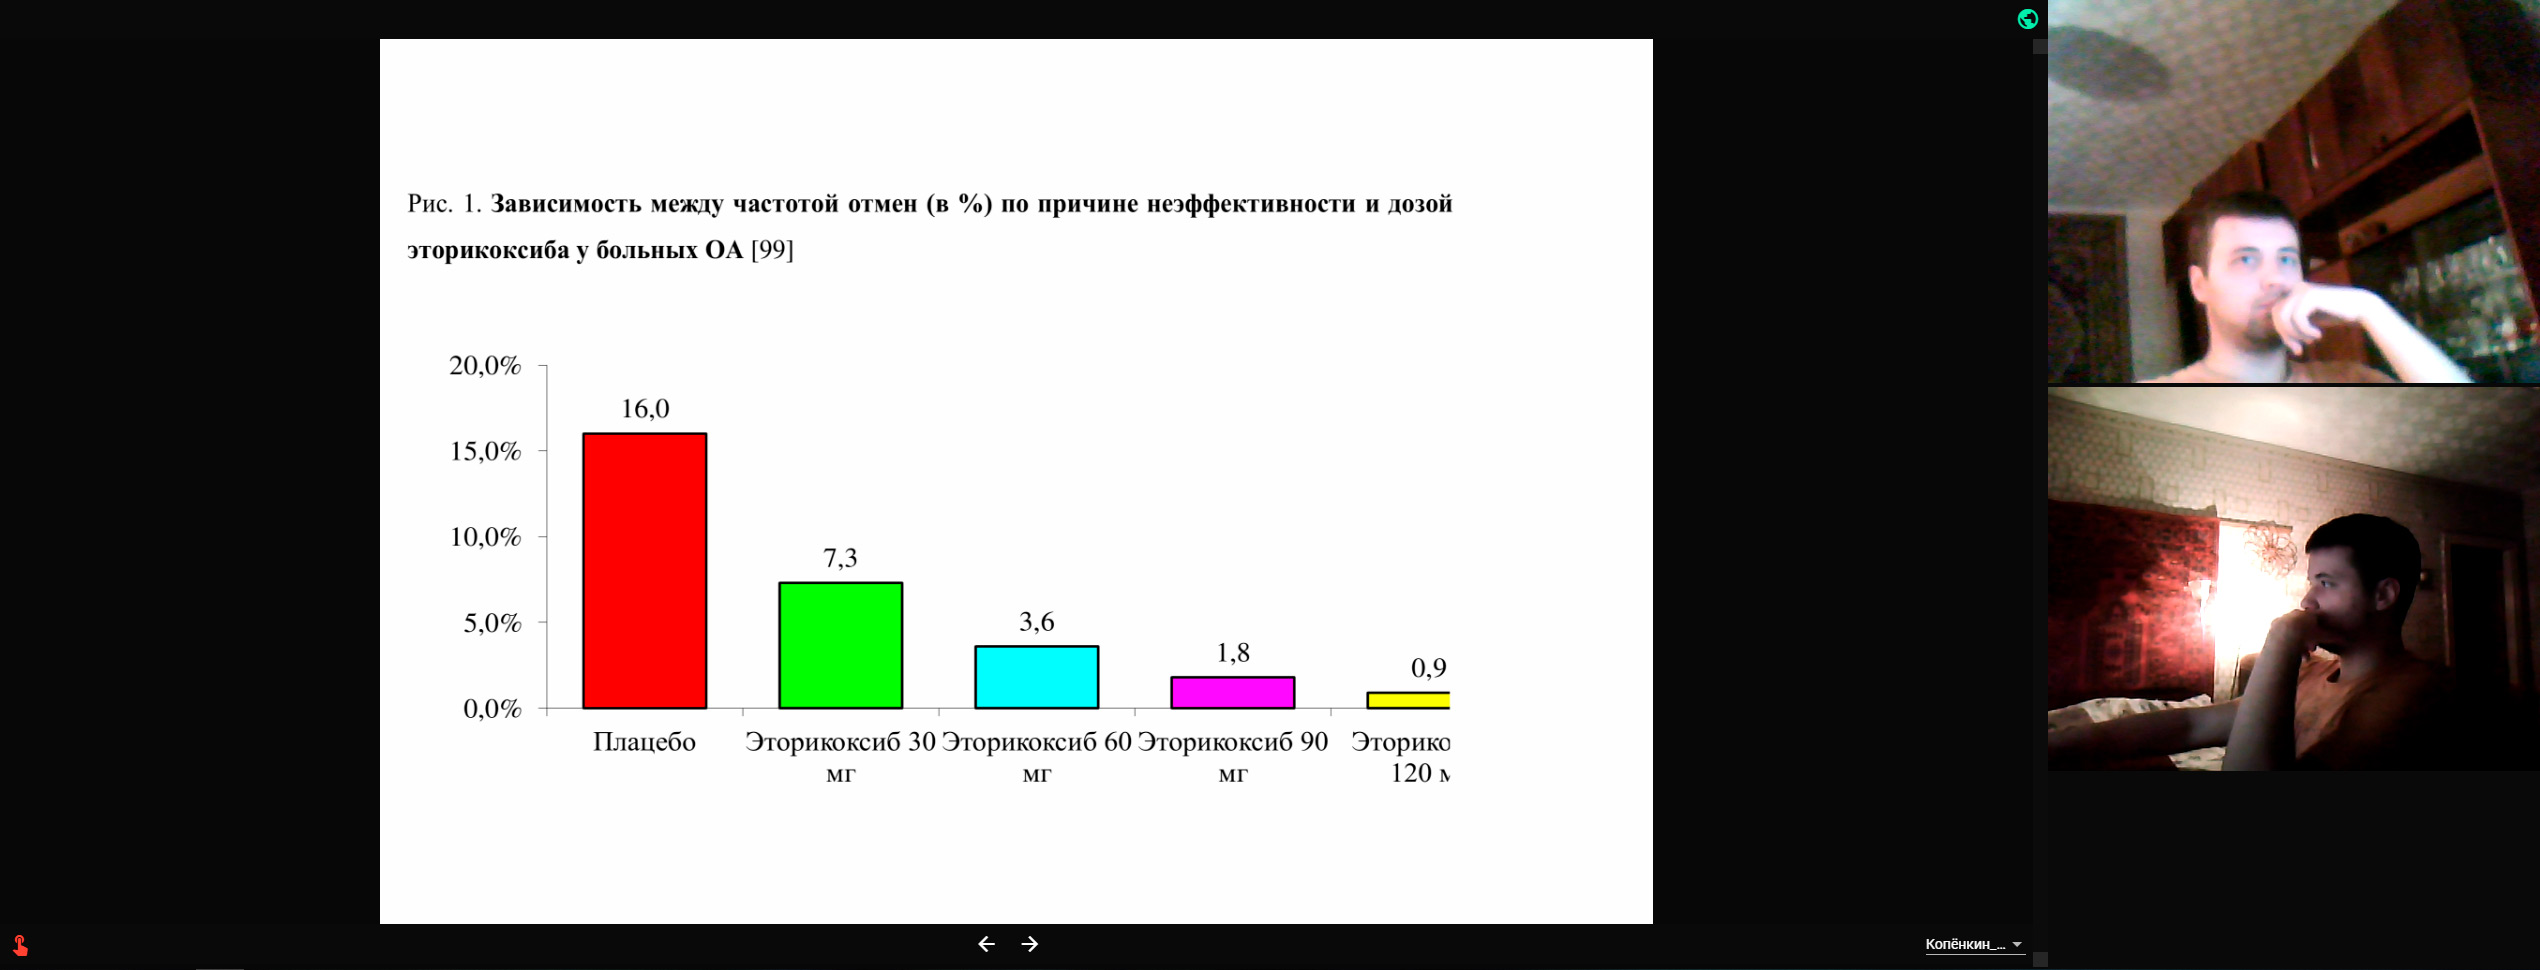 Рис. 1. Зависимость между частотой отмен (в %) по причине неэффективности и дозой
эторикоксиба у больных ОА [99]
20,0%
15,0%
10,0%
5,0%
0,0%
16,0
7,3
3,6
1,8
0,9
Плацебо
Эторикоксиб 30
мг
Эторикоксиб 60
мг
Эторикоксиб 90
мг
Эторико
120
Копёнкин_...